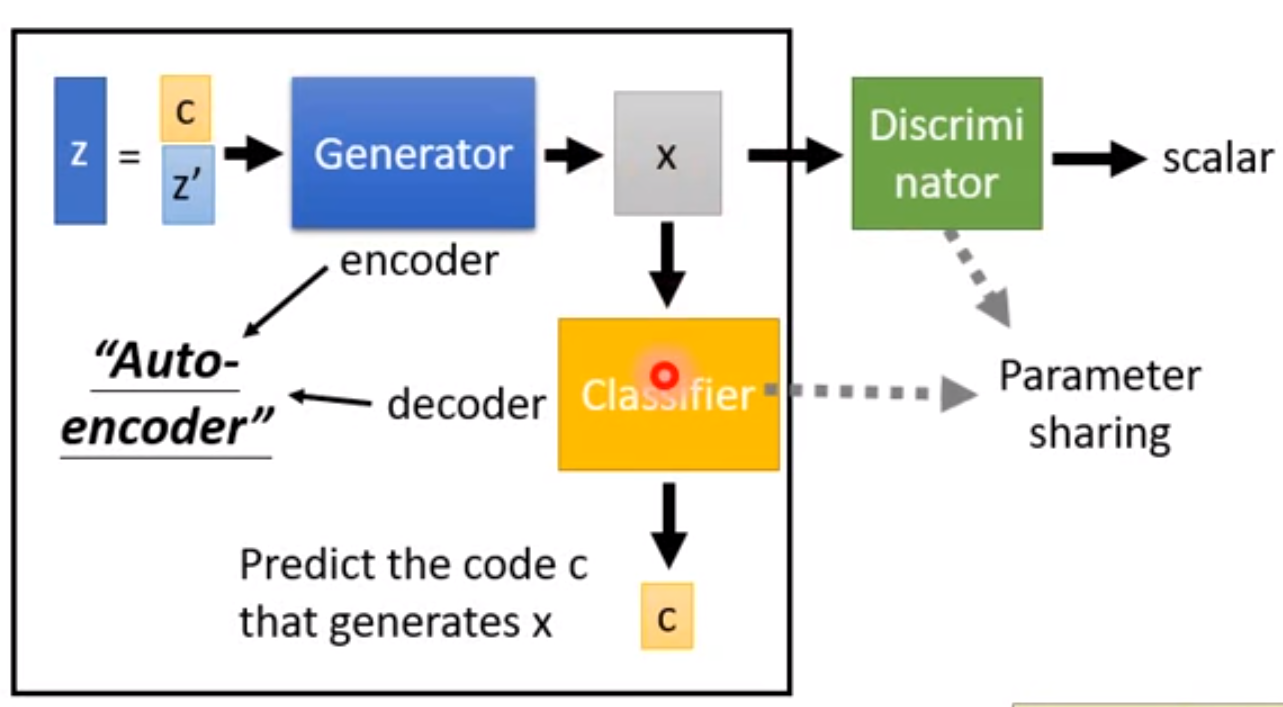 z = c
z’
Generator
x
Discrimi
nator
scalar
encoder
“Auto-
encoder”
decoder
Classifier
Parameter
sharing
Predict the code c
that generates x
c